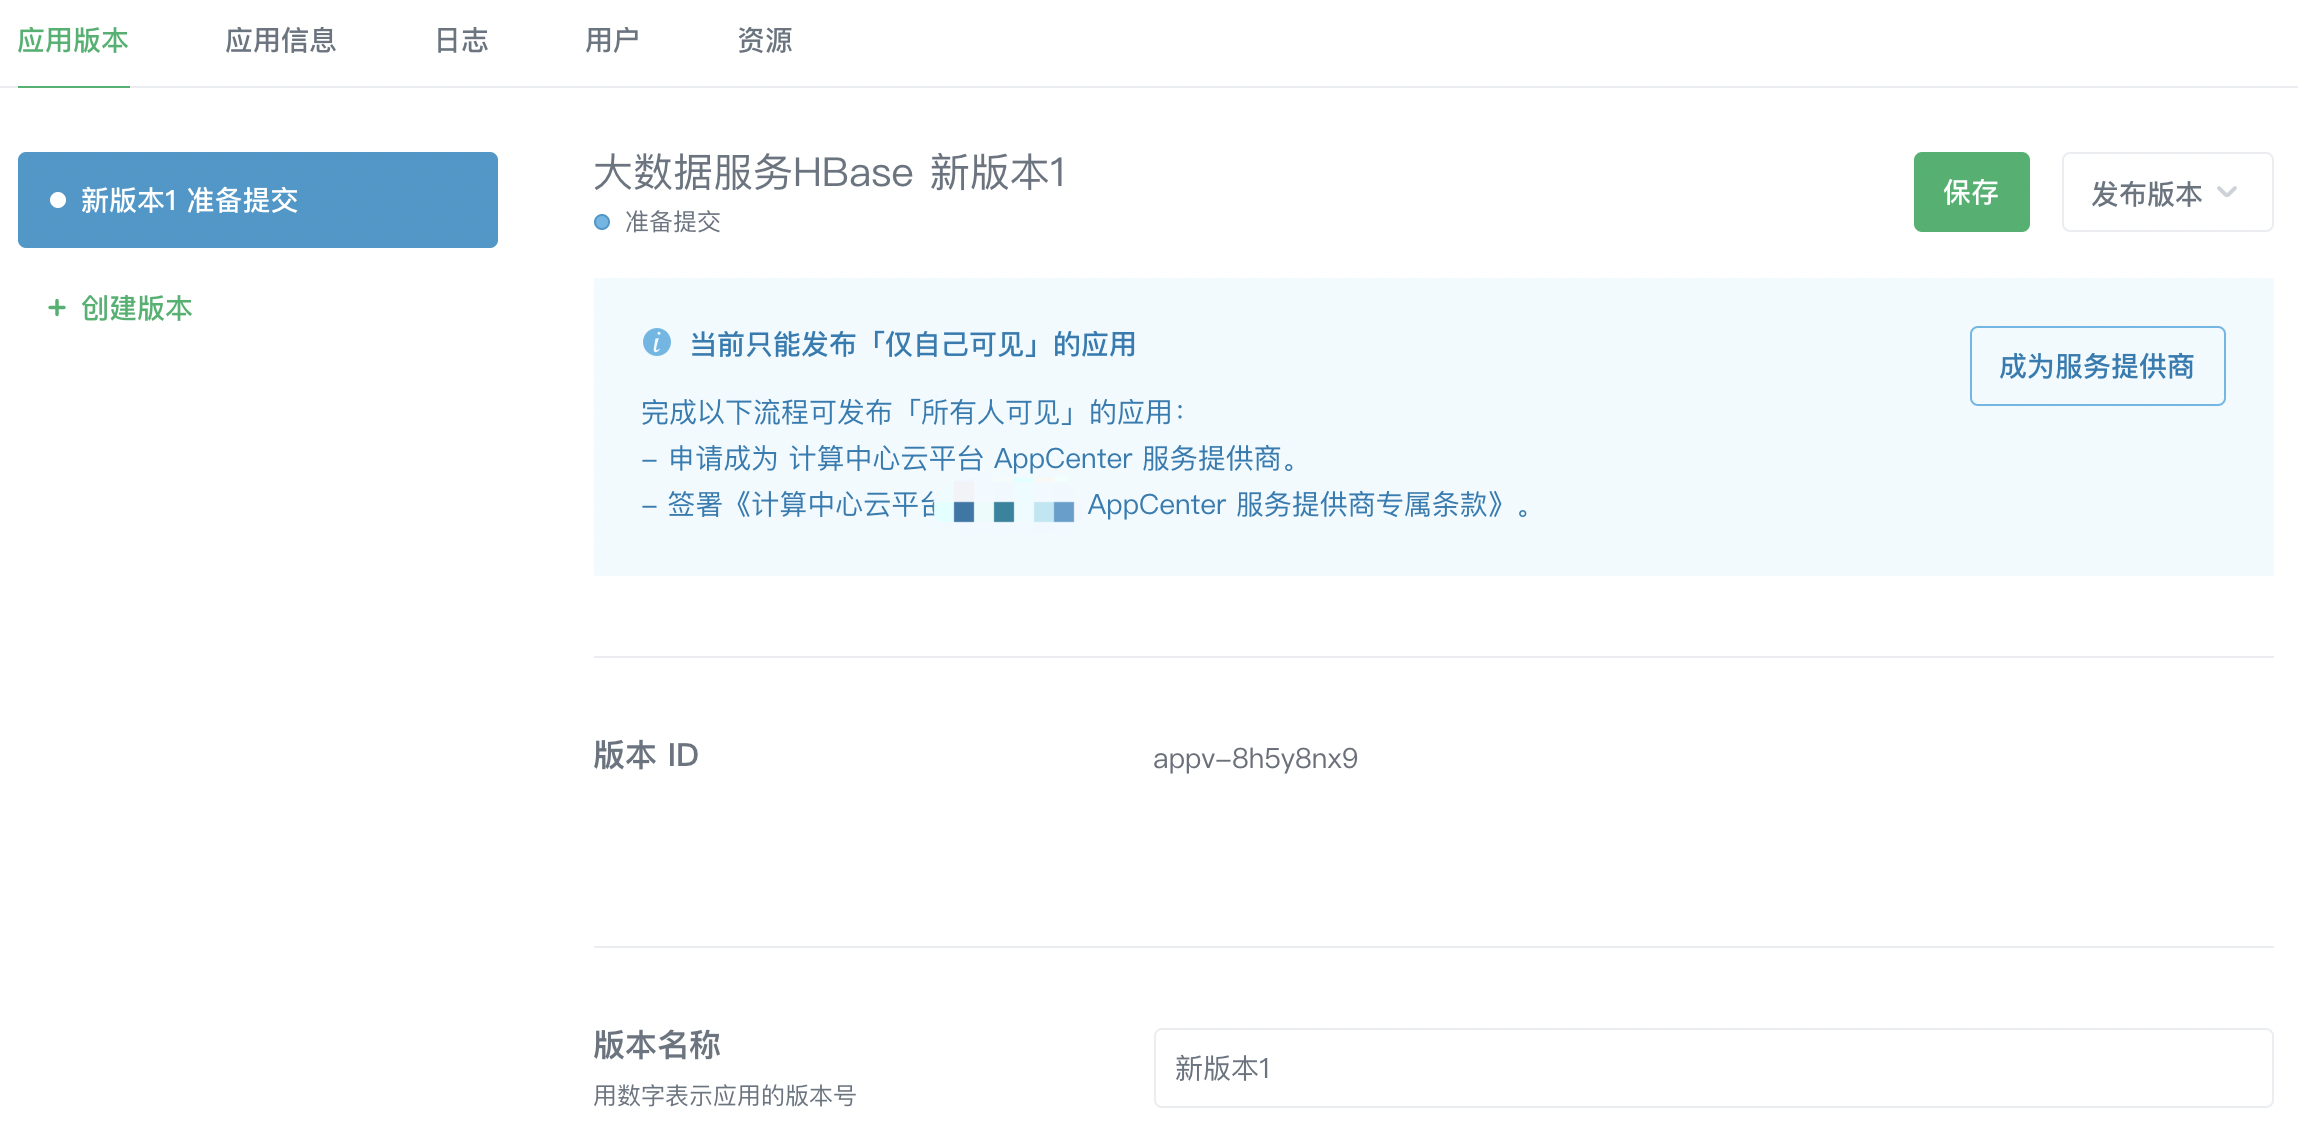 应用版本 应用信息 日志 用户 资源
新版本1 准备提交
+ 创建版本
大数据服务HBase 新版本1
准备提交
保存
发布版本
当前只能发布「仅自己可见」的应用
成为服务提供商
完成以下流程可发布「所有人可见」的应用：
– 申请成为 计算中心云平台 AppCenter 服务提供商。
– 签署《计算中心云平台 AppCenter 服务提供商专属条款》。
版本 ID
appv-8h5y8nx9
版本名称
用数字表示应用的版本号
新版本1